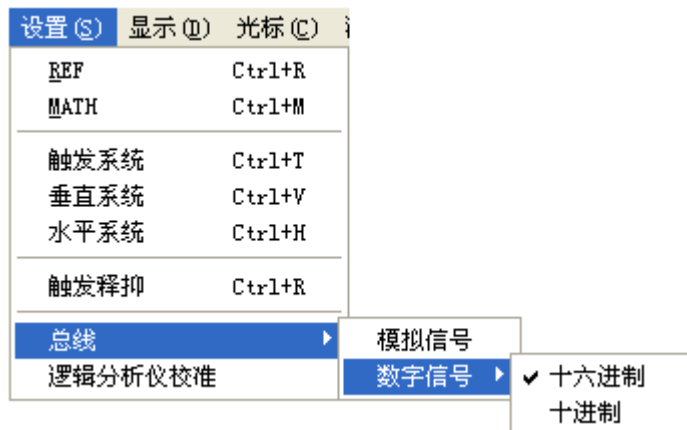 设置(S) 显示(D) 光标(C)
REF Ctrl+R
MATH Ctrl+M
触发系统 Ctrl+T
垂直系统 Ctrl+V
水平系统 Ctrl+H
触发释抑 Ctrl+R
总线 模拟信号
逻辑分析仪校准 数字信号 ✓ 十六进制
十进制